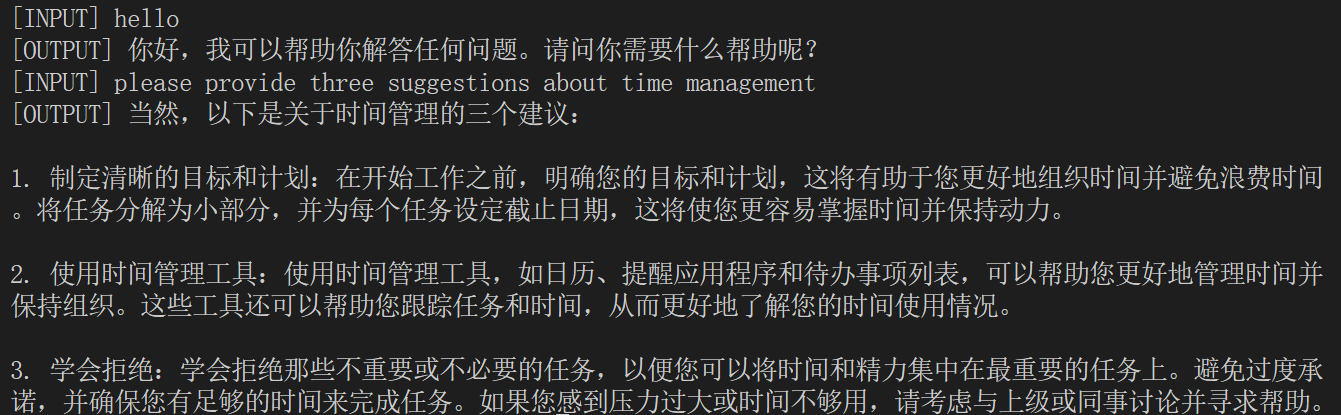 [INPUT] hello
[OUTPUT] 你好，我可以帮助你解答任何问题。请问你需要什么帮助呢？
[INPUT] please provide three suggestions about time management
[OUTPUT] 当然，以下是关于时间管理的三个建议：
1. 制定清晰的目标和计划：在开始工作之前，明确您的目标和计划，这将有助于您更好地组织时间并避免浪费时间
。将任务分解为小部分，并为每个任务设定截止日期，这将使您更容易掌握时间并保持动力。
2. 使用时间管理工具：使用时间管理工具，如日历、提醒应用程序和待办事项列表，可以帮助您更好地管理时间并
保持组织。这些工具还可以帮助您跟踪任务和时间，从而更好地了解您的时间使用情况。
3. 学会拒绝：学会拒绝那些不重要或不必要的任务，以便您可以将时间和精力集中在最重要的任务上。避免过度承
诺，并确保您有足够的时间来完成任务。如果您感到压力过大或时间不够用，请考虑与上级或同事讨论并寻求帮助。